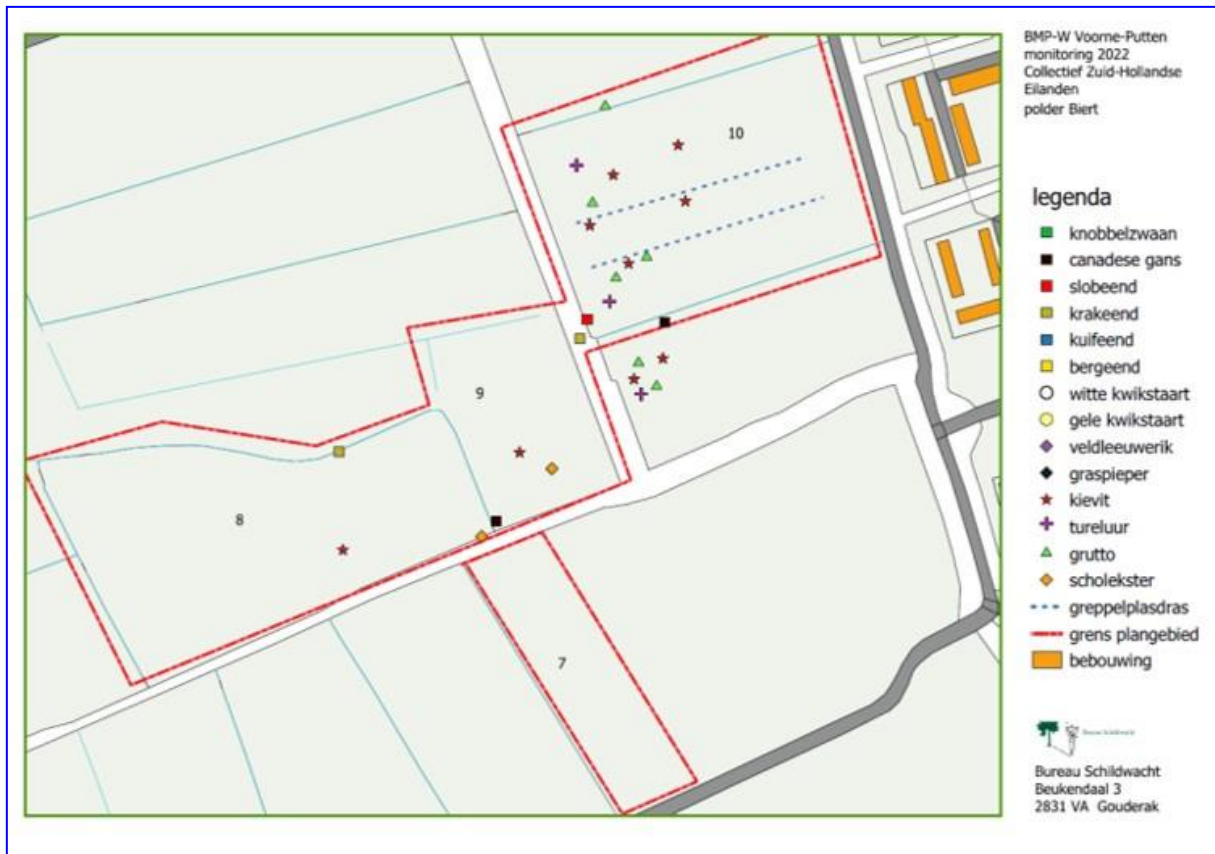 BMP-W Voorne-Putten
monitoring 2022
Collectief Zuid-Hollandse
Eilanden
polder Biert
10
9
8
7
legenda
knobbelzwaan
canadese gans
slobeend
krakeend
kuifeend
bergeend
witte kwikstaart
gele kwikstaart
veldleeuwerik
graspieper
kievit
tureluur
grutto
scholekster
greppelplasdras
grens plangebied
bebouwing
Bureau Schildwacht
Bureau Schildwacht
Beukendaal 3
2831 VA Gouderak